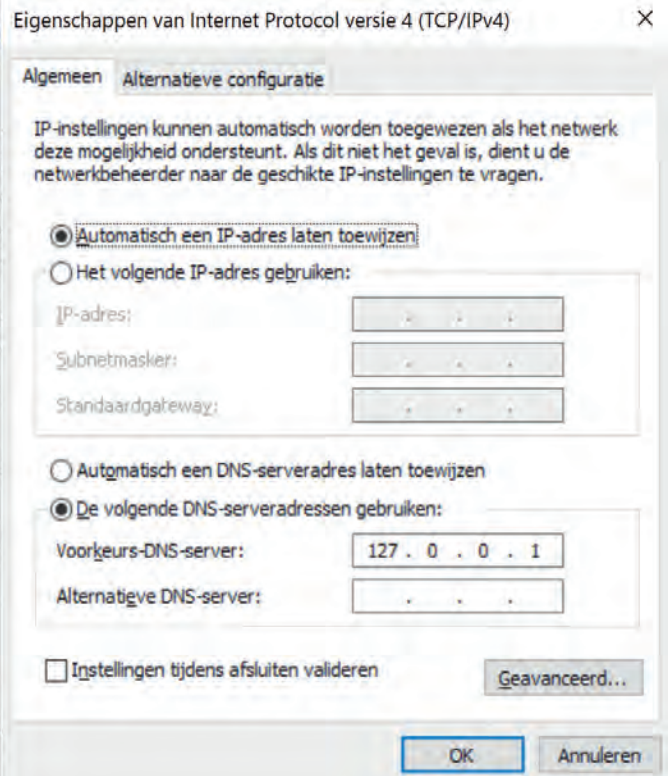 Eigenschappen van Internet Protocol versie 4 (TCP/IPv4)
Algemeen Alternatieve configuratie
IP-instellingen kunnen automatisch worden toegewezen als het netwerk
deze mogelijkheid ondersteunt. Als dit niet het geval is, dient u de
netwerkbeheerder naar de geschikte IP-instellingen te vragen.
Automatisch een IP-adres laten toewijzen
Het volgende IP-adres gebruiken:
IP-adres: . . .
Subnetmasker: . . .
Standaardgateway: . . .
Automatisch een DNS-serveradres laten toewijzen
De volgende DNS-serveradressen gebruiken:
Voorkeurs-DNS-server: 127 . 0 . 0 . 1
Alternatieve DNS-server: . . .
Instellingen tijdens afsluiten valideren
Geavanceerd...
OK Annuleren